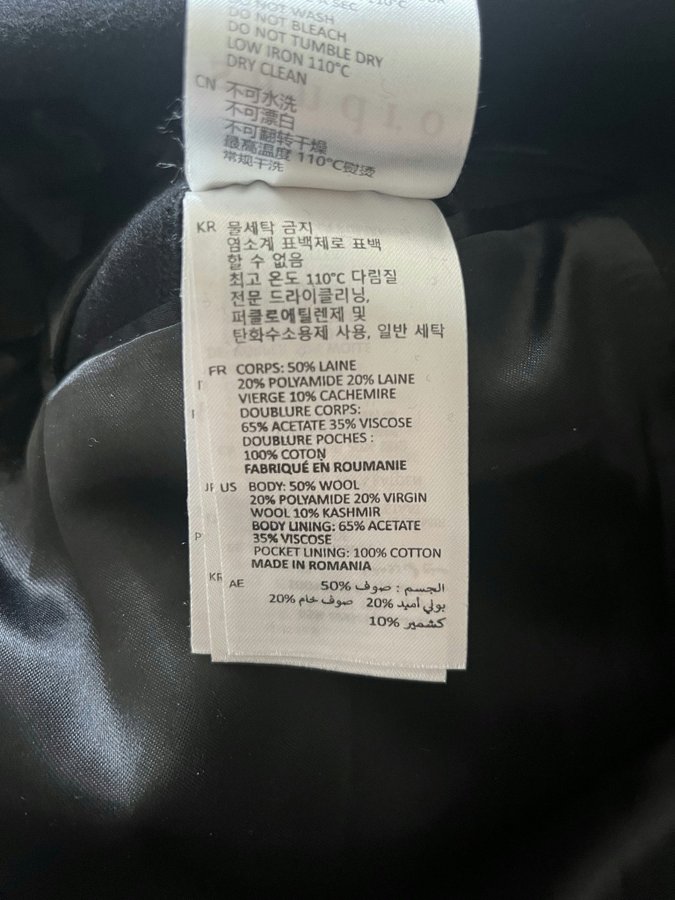 110°C
SEC
DO NOT WASH
DO NOT BLEACH
DO NOT TUMBLE DRY
LOW IRON 110°C
DRY CLEAN
CN 不可水洗
不可漂白
不可翻转干燥
最高温度 110°C熨烫
常规干洗
KR 물세탁 금지
염소계 표백제로 표백
할 수 없음
최고 온도 110°C 다림질
전문 드라이클리닝,
퍼클로에틸렌제 및
탄화수소용제 사용, 일반 세탁
FR CORPS: 50% LAINE
20% POLYAMIDE 20% LAINE
VIERGE 10% CACHEMIRE
DOUBLURE CORPS:
65% ACETATE 35% VISCOSE
DOUBLURE POCHES :
100% COTON
FABRIQUÉ EN ROUMANIE
JP US BODY: 50% WOOL
20% POLYAMIDE 20% VIRGIN
WOOL 10% KASHMIR
BODY LINING: 65% ACETATE
35% VISCOSE
POCKET LINING: 100% COTTON
MADE IN ROMANIA
KR AE الجسم : صوف %50
بولي أميد %20 صوف خام %20
كشمير %10